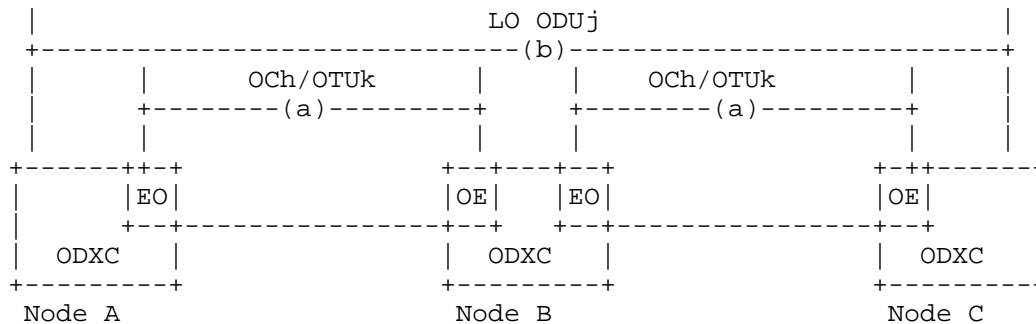 LO ODUj
(b)
OCh/OTUk OCh/OTUk
(a) (a)
EO OE EO OE
ODXC ODXC ODXC
Node A Node B Node C